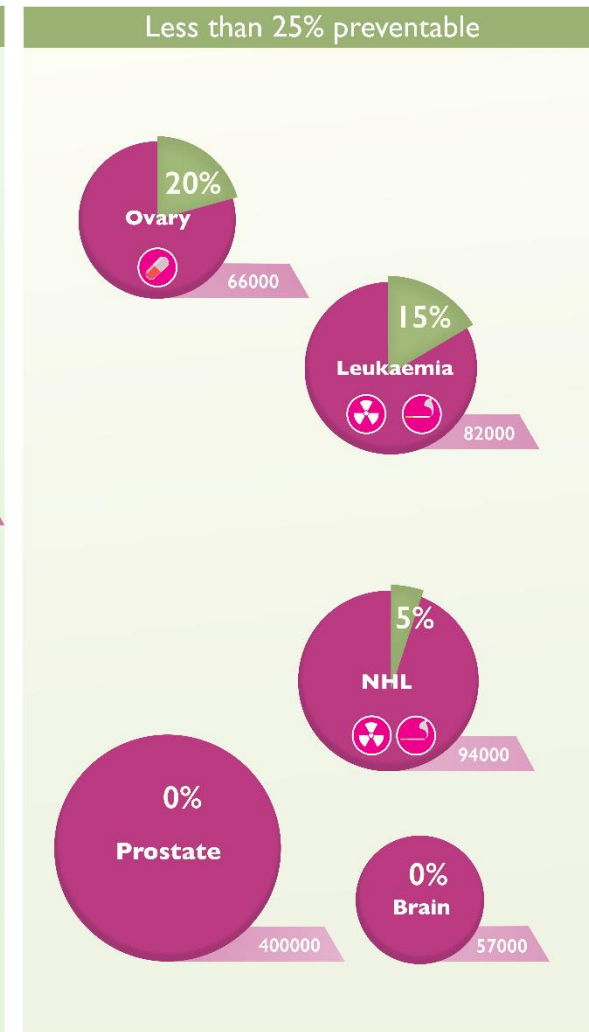 Less than 25% preventable
20%
Ovary
66000
15%
Leukaemia
82000
5%
NHL
94000
0%
Prostate
400000
0%
Brain
57000